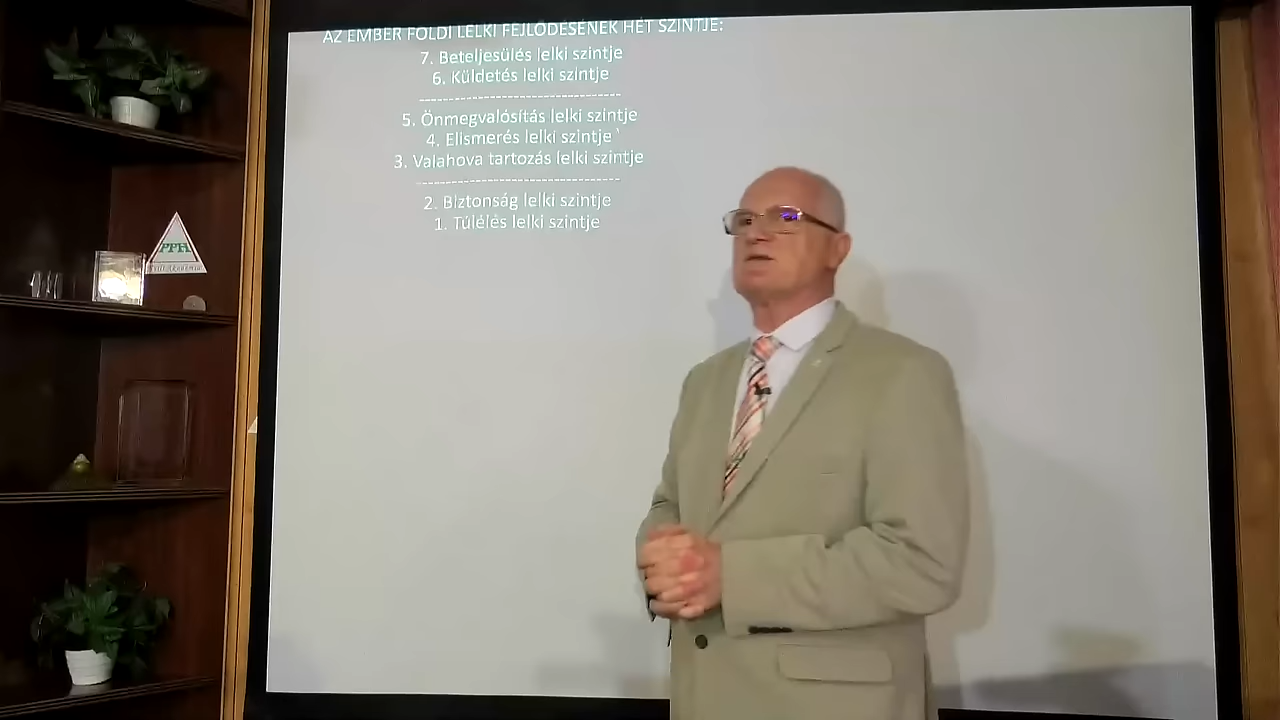 AZ EMBER FÖLDI LELKI FEJLŐDÉSÉNEK HÉT SZINTJE:
7. Beteljesülés lelki szintje
6. Küldetés lelki szintje
----------------------------------
5. Önmegvalósítás lelki szintje
4. Elismerés lelki szintje `
3. Valahova tartozás lelki szintje
----------------------------------
2. Biztonság lelki szintje
1. Túlélés lelki szintje